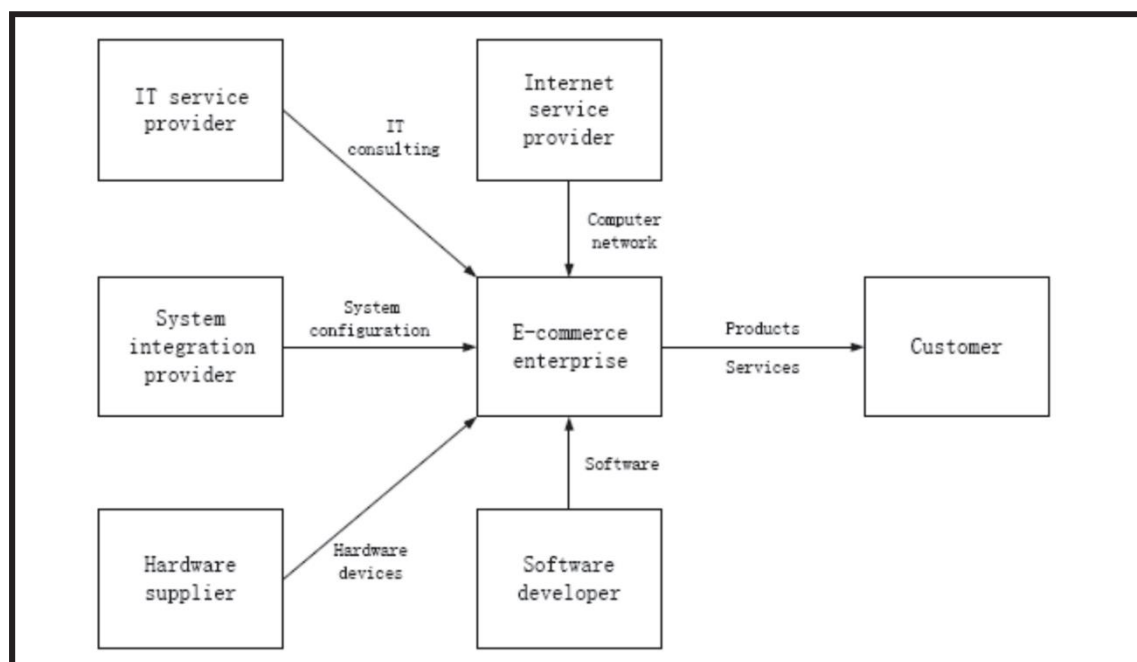 IT service
provider
IT
consulting
Internet
service
provider
Computer
network
System
integration
provider
System
configuration
E-commerce
enterprise
Products
Services
Customer
Software
Hardware
supplier
Hardware
devices
Software
developer